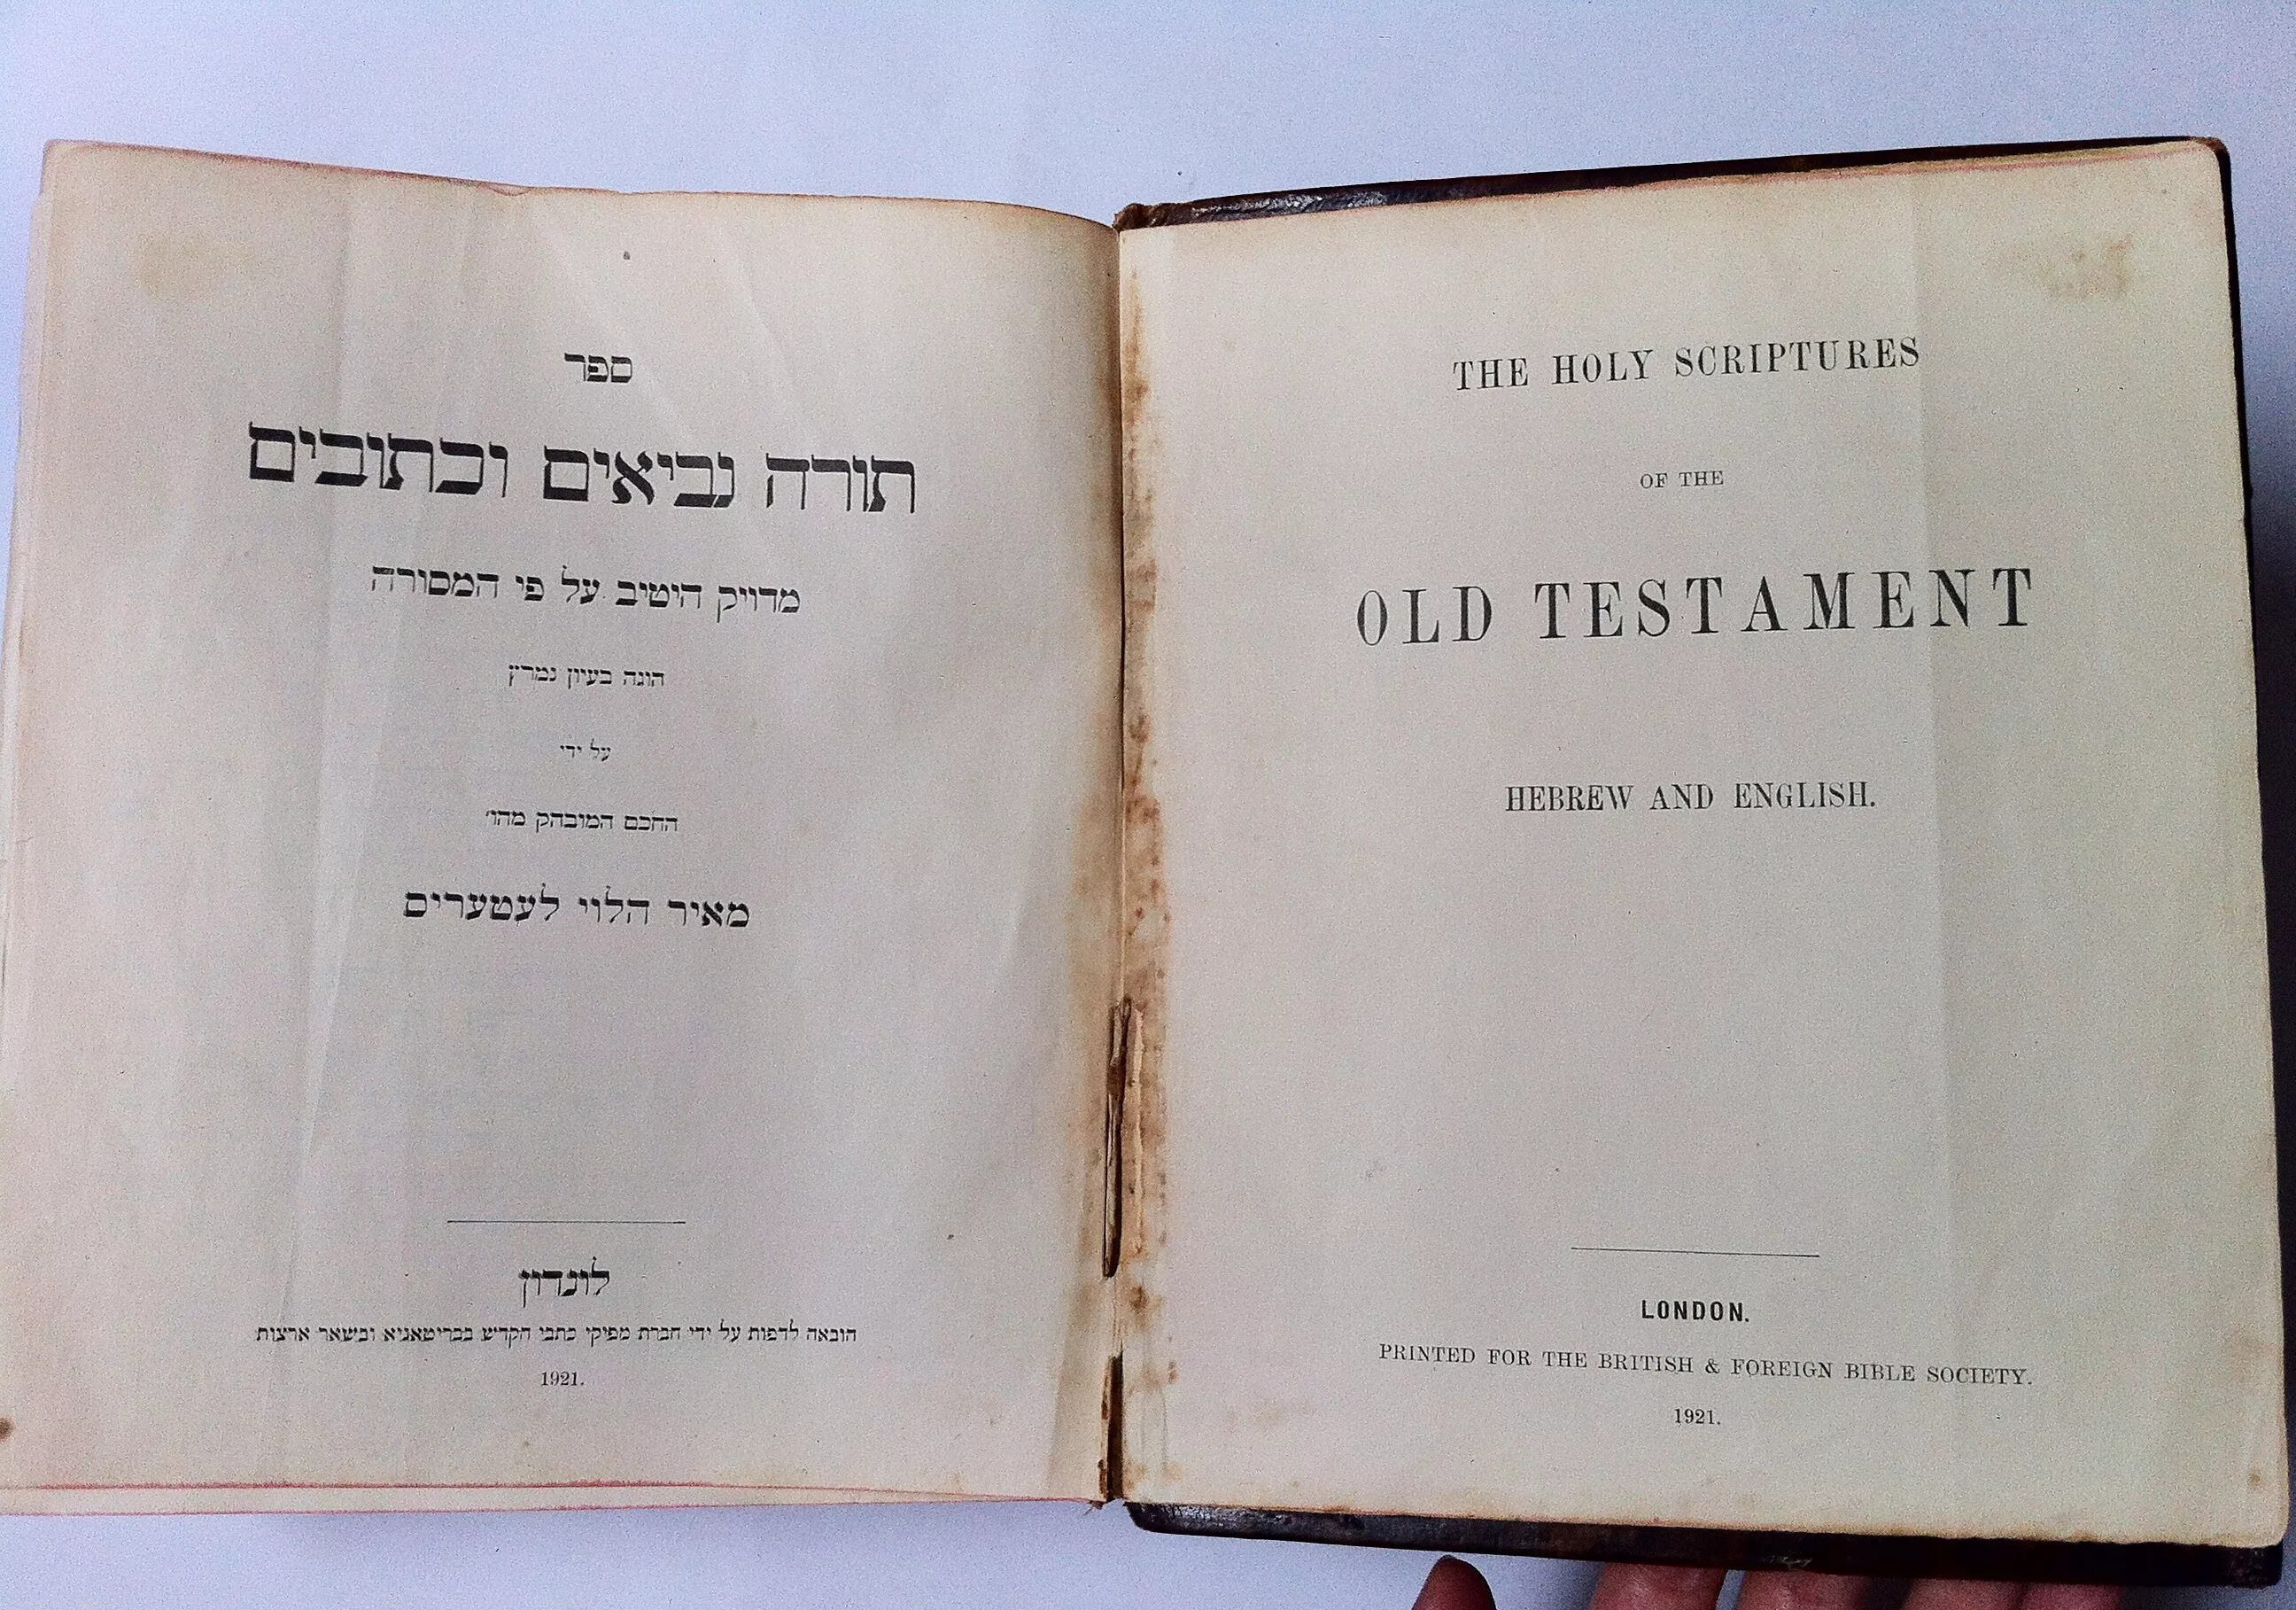 ספר
תורה נביאים וכתובים
מדויק היטיב על פי המסורה
הוגה בעיון נמרץ
על ידי
החכם המובהק מהו׳
מאיר הלוי לעטעריס
לונדון
הובאה לדפות על ידי חברת מפיקי כתבי הקדש בבריטאניא ובשאר ארצות
1921.
THE HOLY SCRIPTURES
OF THE
OLD TESTAMENT
HEBREW AND ENGLISH.
LONDON.
PRINTED FOR THE BRITISH & FOREIGN BIBLE SOCIETY.
1921.